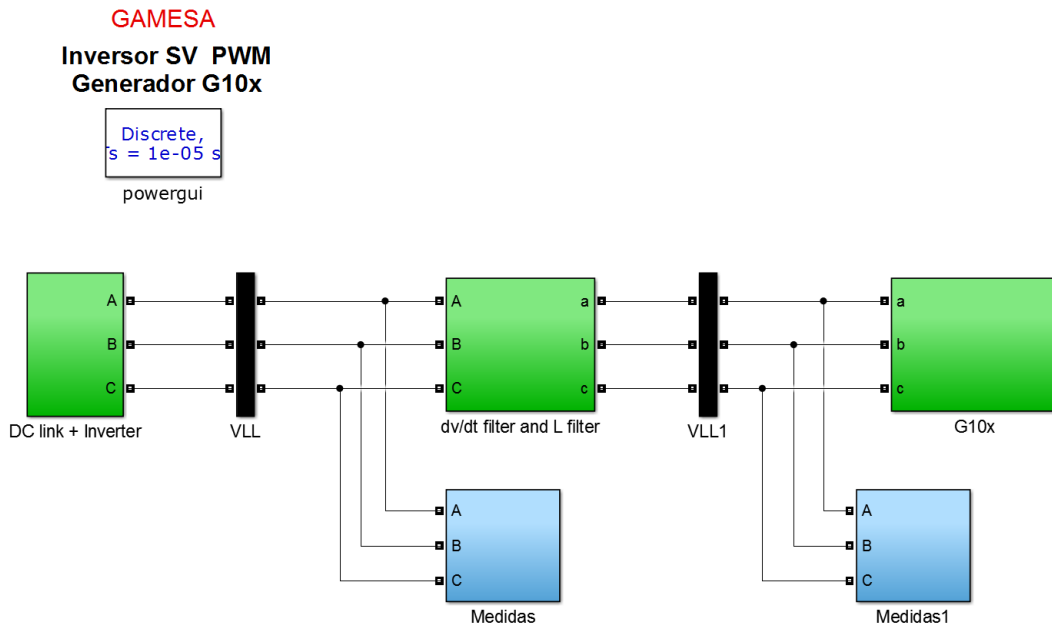 GAMESA
Inversor SV PWM
Generador G10x
Discrete,
s = 1e-05 s
powergui
A
B
C
DC link + Inverter
VLL
A
B
C
a
b
c
dv/dt filter and L filter
VLL1
a
b
c
G10x
A
B
C
Medidas
A
B
C
Medidas1